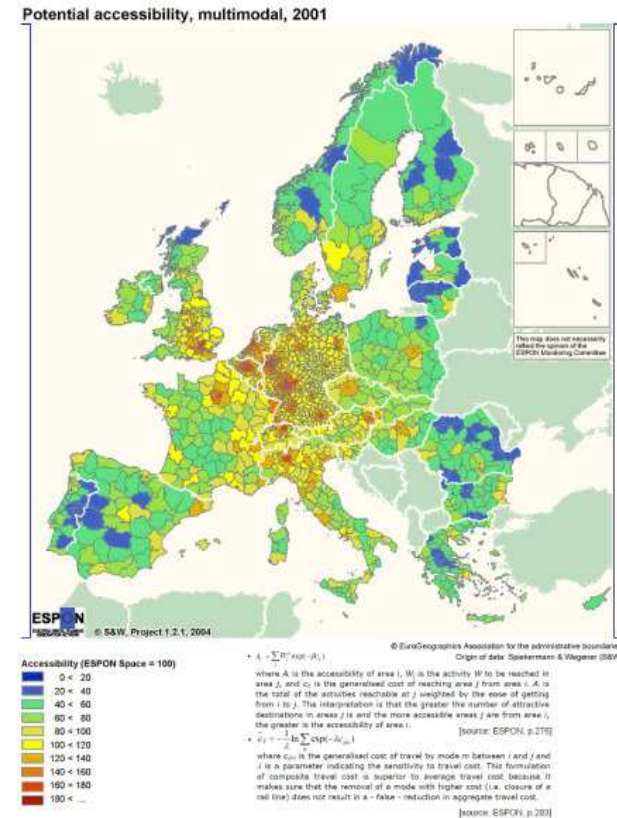 Potential accessibility, multimodal, 2001
This map does not necessarily
reflect the opinion of the
ESPON Monitoring Committee
ESPON
© S&W, Project 1.2.1, 2004
© EuroGeographics Association for the administrative boundarie
Origin of data: Spiekermann & Wegener (S&W
Accessibility (ESPON Space = 100)
0 < 20
20 < 40
40 < 60
60 < 80
80 < 100
100 < 120
120 < 140
140 < 160
160 < 180
180 < ...
where Aᵢ is the accessibility of area i, Wⱼ is the activity W to be reached in
area j, and cᵢⱼ is the generalised cost of reaching area j from area i. Aᵢ is
the total of the activities reachable at j weighted by the ease of getting
from i to j. The interpretation is that the greater the number of attractive
destinations in areas j is and the more accessible areas j are from area i,
the greater is the accessibility of area i.
[source: ESPON, p.276]
where cᵢⱼₘ is the generalised cost of travel by mode m between i and j and
λ is a parameter indicating the sensitivity to travel cost. This formulation
of composite travel cost is superior to average travel cost because it
makes sure that the removal of a mode with higher cost (i.e. closure of a
rail line) does not result in a - false - reduction in aggregate travel cost.
[source: ESPON, p.283]